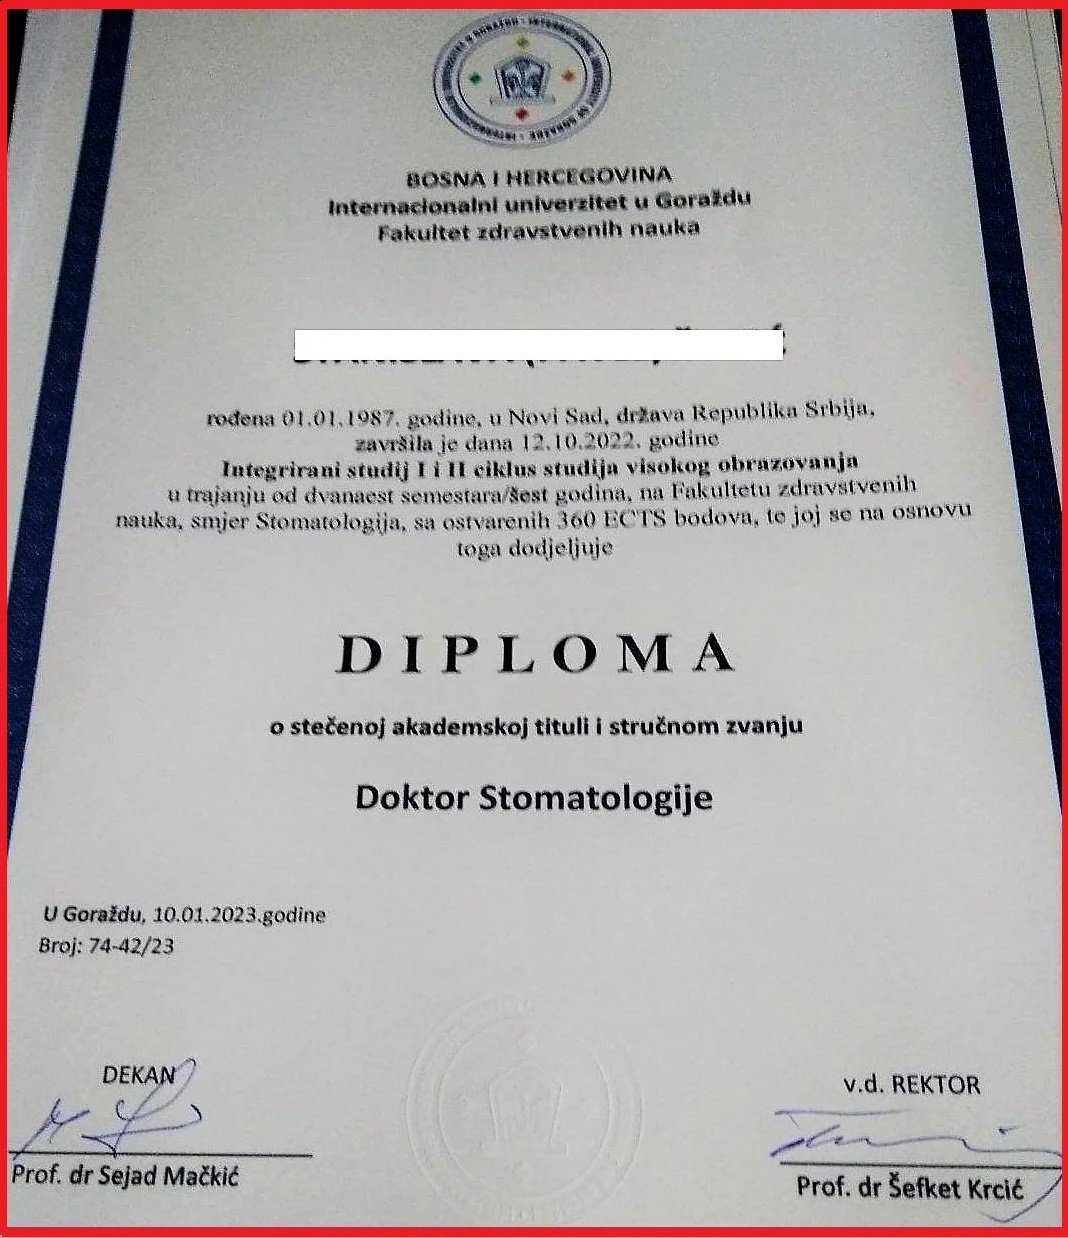 BOSNA I HERCEGOVINA
Internacionalni univerzitet u Goraždu
Fakultet zdravstvenih nauka
rođena 01.01.1987. godine, u Novi Sad, država Republika Srbija,
završila je dana 12.10.2022. godine
Integrirani studij I i II ciklus studija visokog obrazovanja
u trajanju od dvanaest semestara/šest godina, na Fakultetu zdravstvenih
nauka, smjer Stomatologija, sa ostvarenih 360 ECTS bodova, te joj se na osnovu
toga dodjeljuje
DIPLOMA
o stečenoj akademskoj tituli i stručnom zvanju
Doktor Stomatologije
U Goraždu, 10.01.2023.godine
Broj: 74-42/23
DEKAN
Prof. dr Sejad Mačkić
v.d. REKTOR
Prof. dr Šefket Krcić